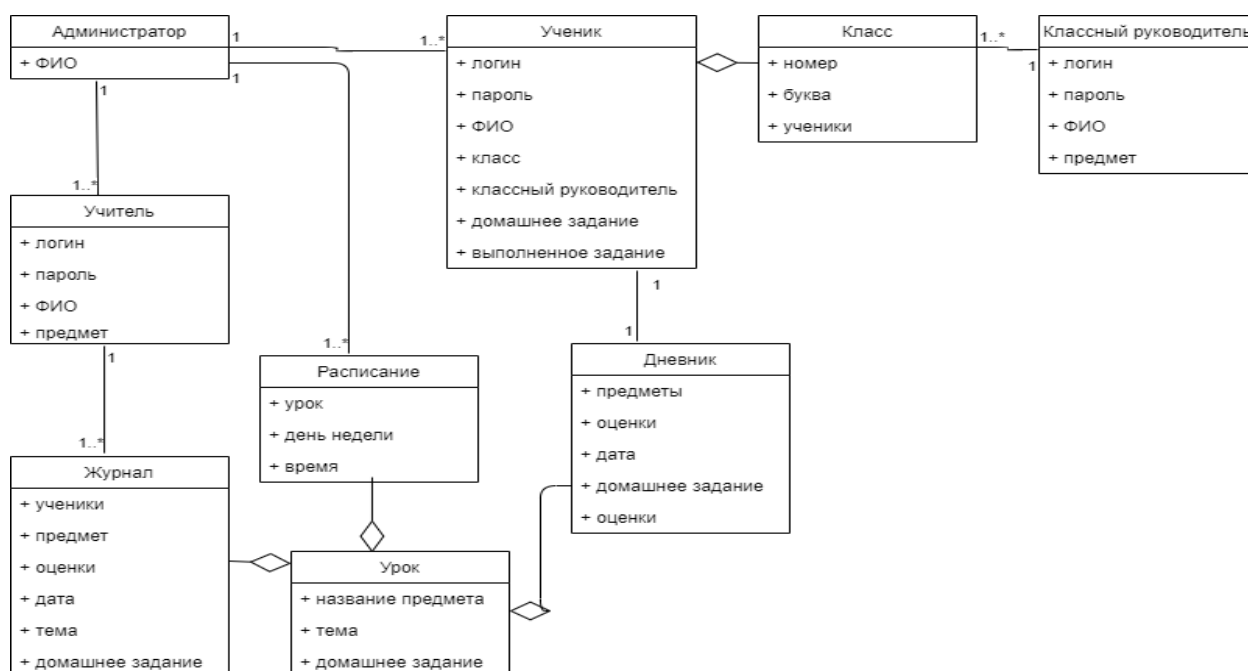 Администратор
+ ФИО
1
1
1
1..*
Ученик
+ логин
+ пароль
+ ФИО
+ класс
+ классный руководитель
+ домашнее задание
+ выполненное задание
1..*
Класс
+ номер
+ буква
+ ученики
1..*
1
Классный руководитель
+ логин
+ пароль
+ ФИО
+ предмет
1..*
Учитель
+ логин
+ пароль
+ ФИО
+ предмет
1
1..*
Расписание
+ урок
+ день недели
+ время
1
1
Дневник
+ предметы
+ оценки
+ дата
+ домашнее задание
+ оценки
1..*
Журнал
+ ученики
+ предмет
+ оценки
+ дата
+ тема
+ домашнее задание
Урок
+ название предмета
+ тема
+ домашнее задание